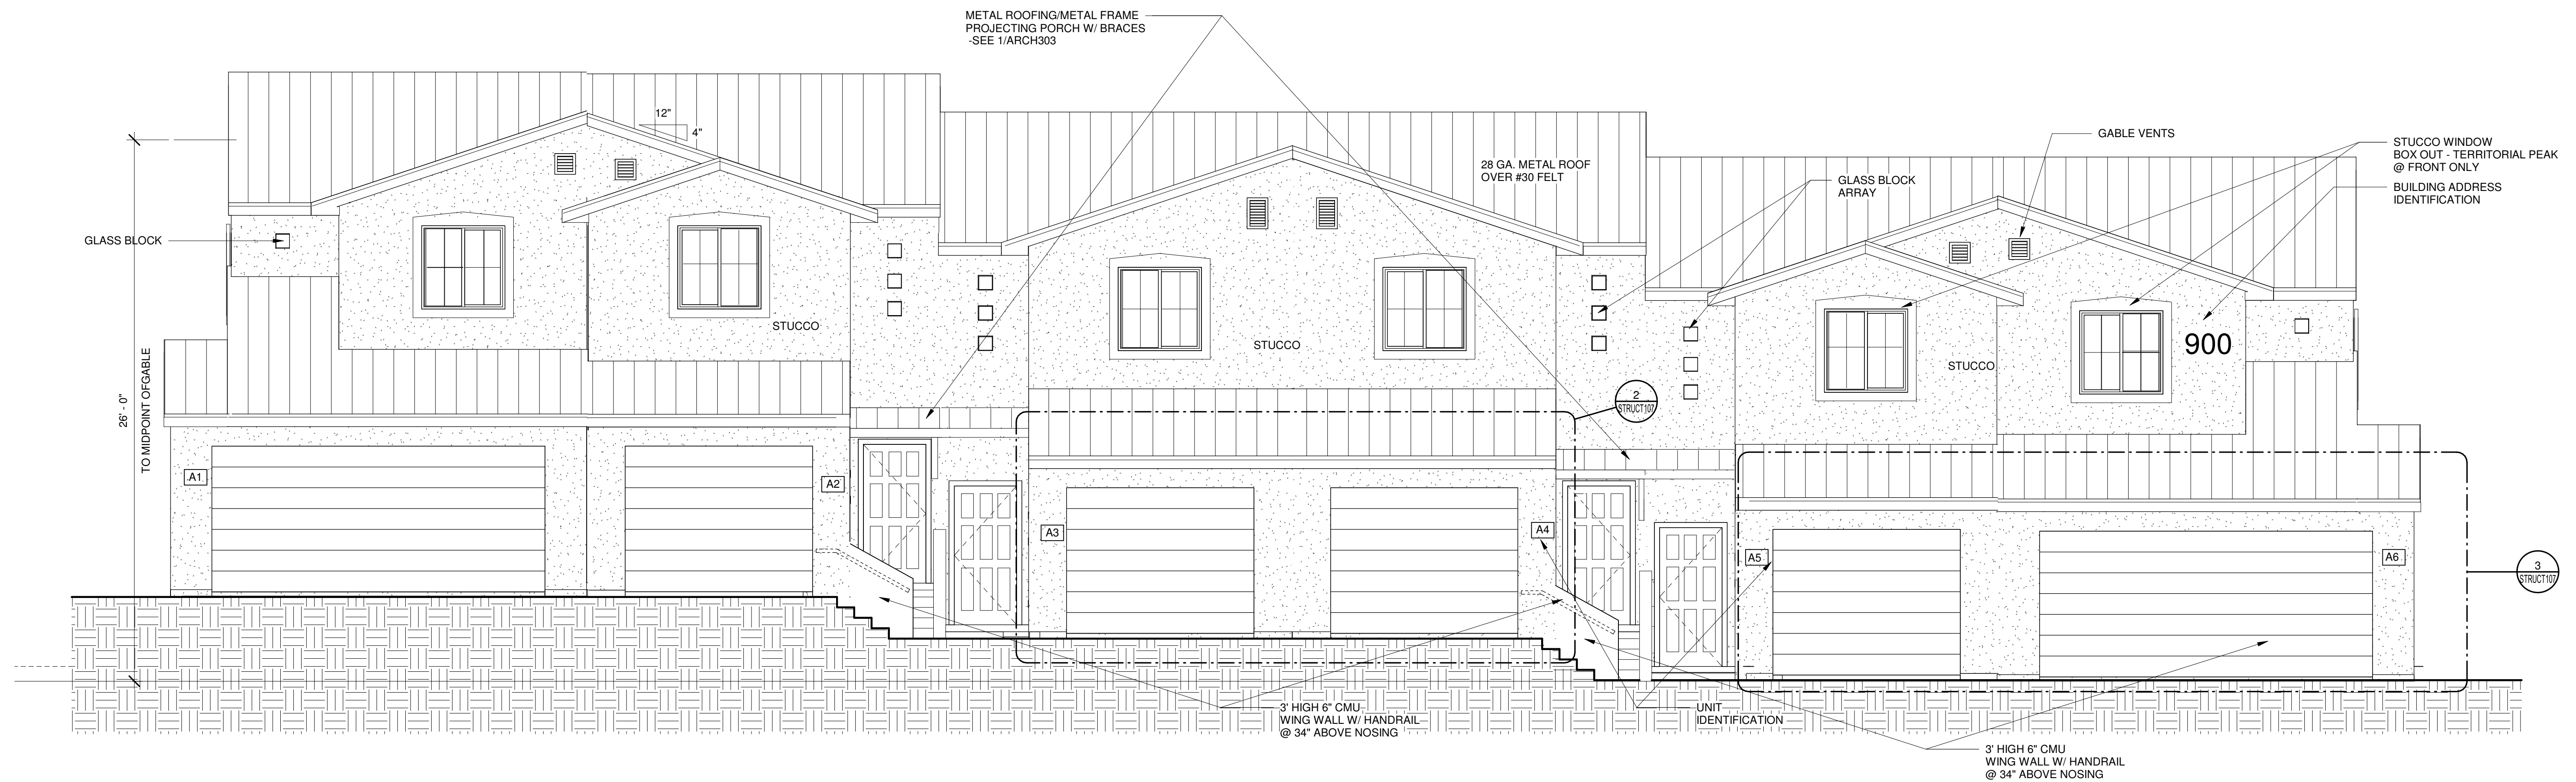 METAL ROOFING/METAL FRAME
PROJECTING PORCH W/ BRACES
-SEE 1/ARCH303
12"
4"
28 GA. METAL ROOF
OVER #30 FELT
GABLE VENTS
STUCCO WINDOW
BOX OUT - TERRITORIAL PEAK
@ FRONT ONLY
GLASS BLOCK
ARRAY
BUILDING ADDRESS
IDENTIFICATION
GLASS BLOCK
STUCCO
STUCCO
STUCCO
900
26' - 0"
TO MIDPOINT OFGABLE
2
STRUCT107
A1
A2
A3
A4
A5
A6
3
STRUCT107
3' HIGH 6" CMU
WING WALL W/ HANDRAIL
@ 34" ABOVE NOSING
UNIT
IDENTIFICATION
3' HIGH 6" CMU
WING WALL W/ HANDRAIL
@ 34" ABOVE NOSING